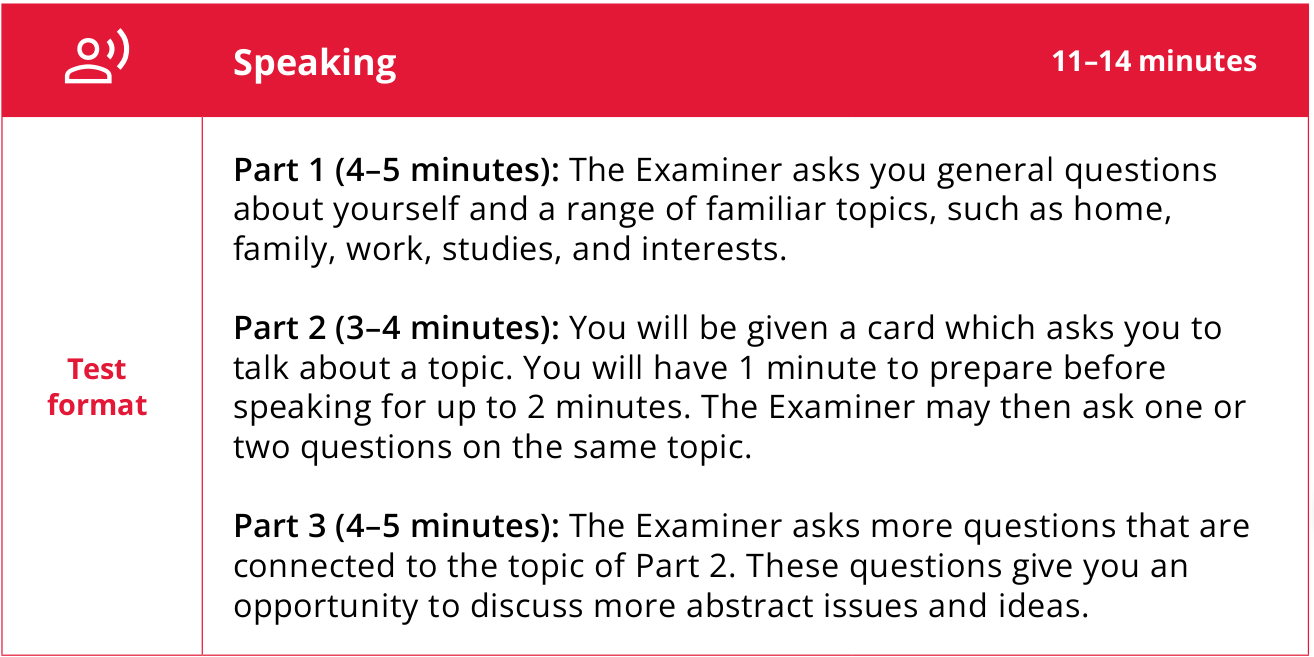 Speaking
11–14 minutes
Test
format
Part 1 (4–5 minutes): The Examiner asks you general questions
about yourself and a range of familiar topics, such as home,
family, work, studies, and interests.
Part 2 (3–4 minutes): You will be given a card which asks you to
talk about a topic. You will have 1 minute to prepare before
speaking for up to 2 minutes. The Examiner may then ask one or
two questions on the same topic.
Part 3 (4–5 minutes): The Examiner asks more questions that are
connected to the topic of Part 2. These questions give you an
opportunity to discuss more abstract issues and ideas.